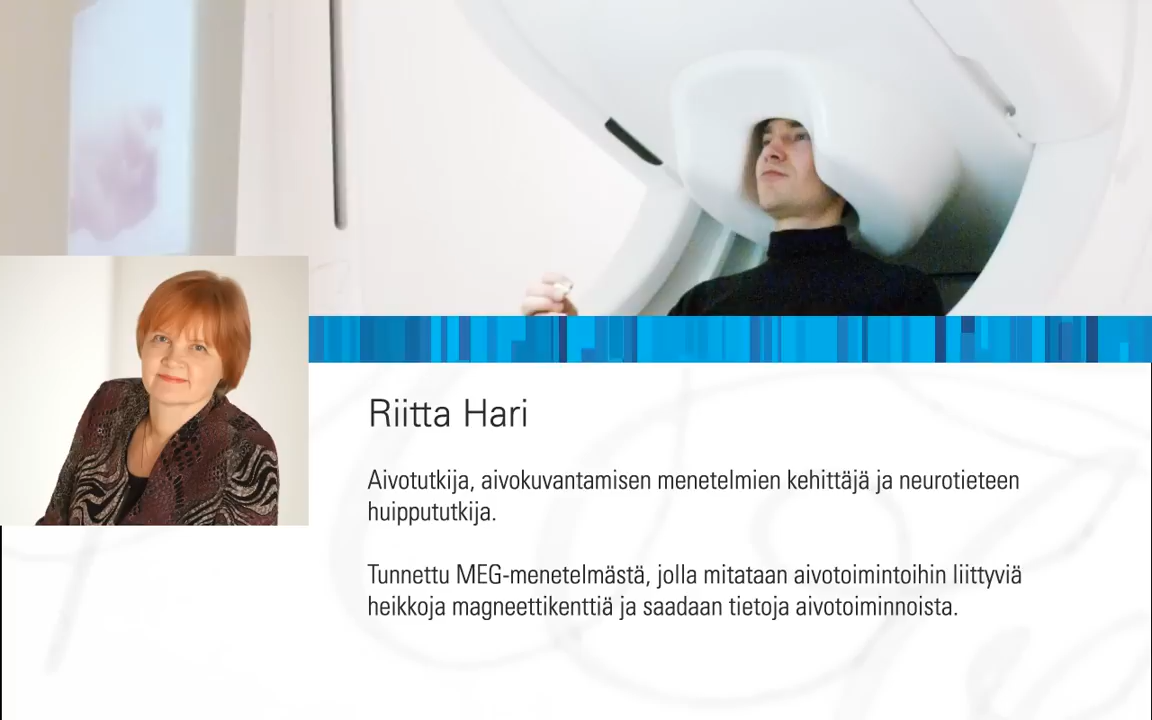 Riitta Hari
Aivotutkija, aivokuvantamisen menetelmien kehittäjä ja neurotieteen
huippututkija.
Tunnettu MEG-menetelmästä, jolla mitataan aivotoimintoihin liittyviä
heikkoja magneettikenttiä ja saadaan tietoja aivotoiminnoista.